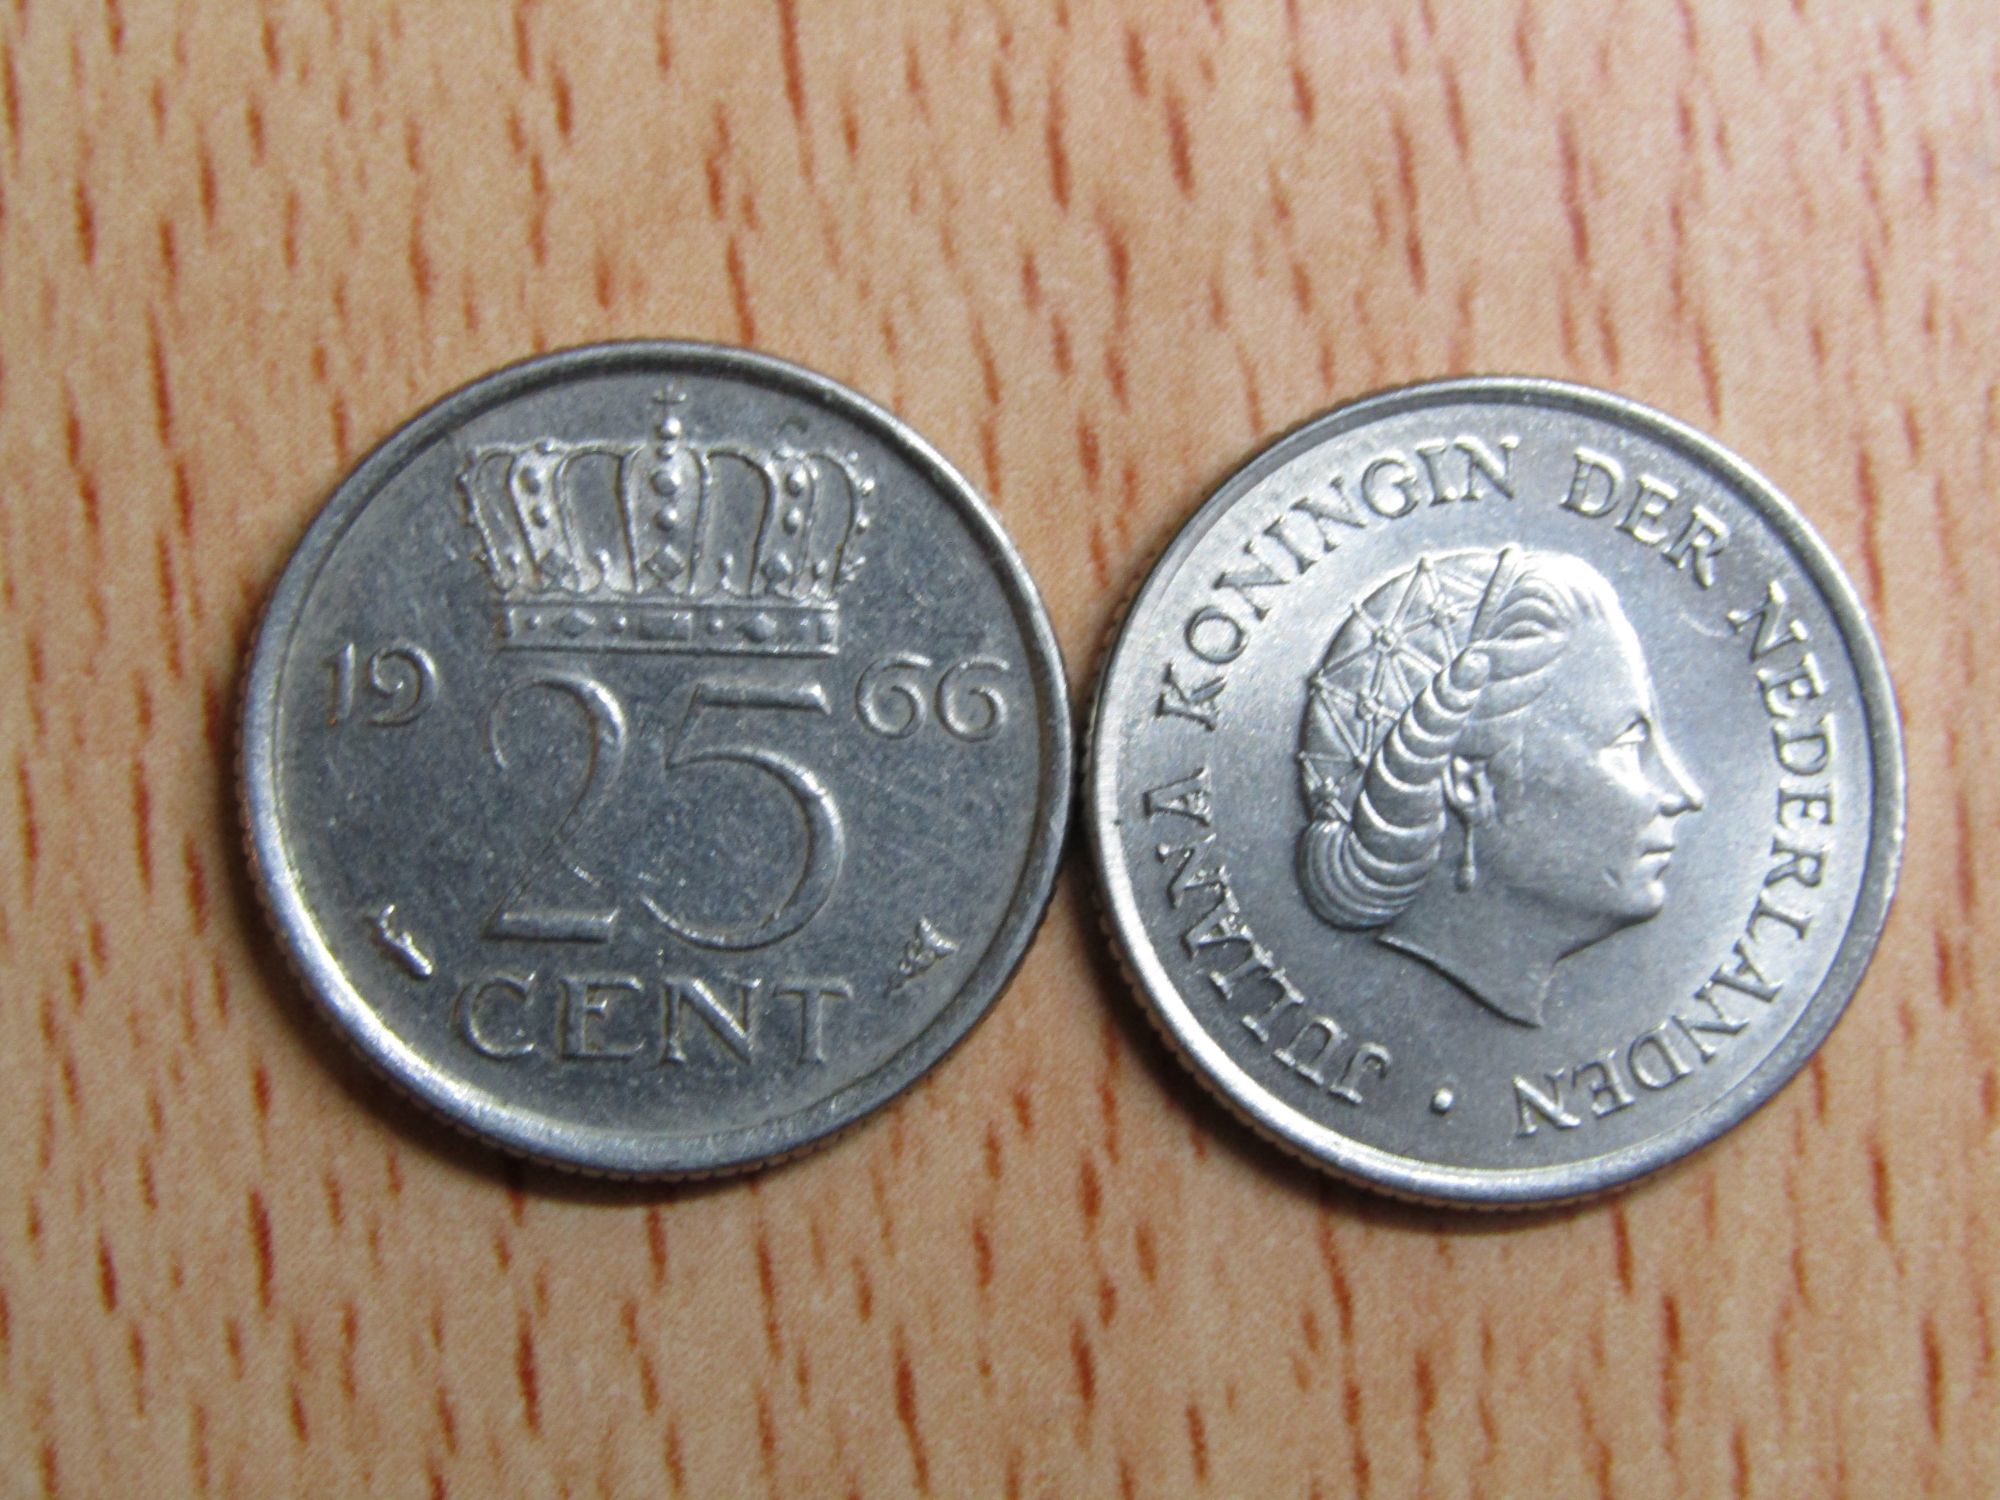 19 66
25
CENT
JULIANA KONINGIN DER NEDERLANDEN ·